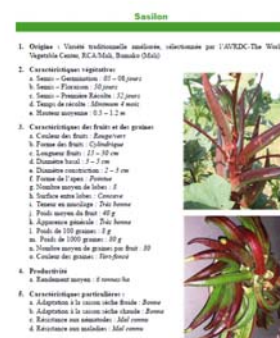 Sasilon
1. Origine : Variété traditionnelle améliorée, sélectionnée par l'AVRDC-The World
Vegetable Center, ECA Mali, Bamako (Mali)
2. Caractéristiques végétatives
a. Semis – Germination : 05 – 06 jours
b. Semis – Floraison : 50 jours
c. Semis – Première Récolte : 52 jours
d. Temps de récolte : Minimum 4 mois
e. Hauteur moyenne : 0.5 – 1.2 m
3. Caractéristiques des fruits et des graines
a. Couleur des fruits : Rouge/vert
b. Forme des fruits : Cylindrique
c. Longueur fruits : 15 – 30 cm
d. Diamètre basal : 3 – 5 cm
e. Diamètre constriction : 2 – 3 cm
f. Forme de l'apex : Pointue
g. Nombre moyen de lobes : 8
h. Surface entre lobes : Concave
i. Teneur en mucilage : Très bonne
j. Poids moyen du fruit : 40 g
k. Apparence générale : Très bonne
l. Poids de 100 graines : 8 g
m. Poids de 1000 graines : 80 g
n. Nombre moyen de graines par fruit : 80
o. Couleur des graines : Vert foncé
4. Productivité
a. Rendement moyen : 6 tonnes/ha
5. Caractéristiques particulières :
a. Adaptation à la saison sèche froide : Bonne
b. Adaptation à la saison sèche chaude : Bonne
c. Résistance aux nématodes : Mal connu
d. Résistance aux maladies : Mal connu